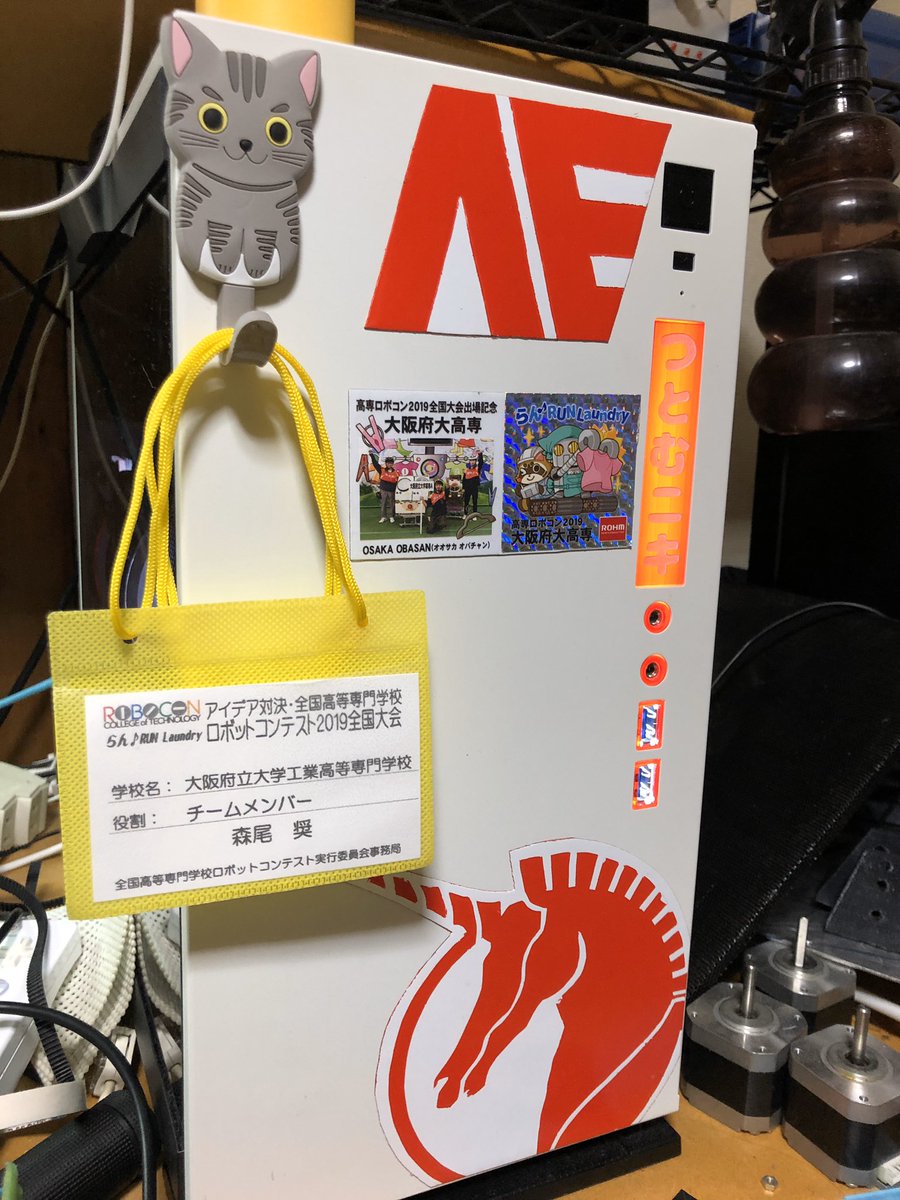 AE
つとむニキ
高専ロボコン2019全国大会出場記念
大阪府大高専
OSAKA OBASAN(オオサカ オバチャン)
らん♪RUN Laundry
高専ロボコン2019
大阪府大高専
ROHM
ROBOCON
COLLEGE of TECHNOLOGY
らん♪RUN Laundry
アイデア対決・全国高等専門学校
ロボットコンテスト2019全国大会
学校名： 大阪府立大学工業高等専門学校
役割： チームメンバー
森尾 奨
全国高等専門学校ロボットコンテスト実行委員会事務局